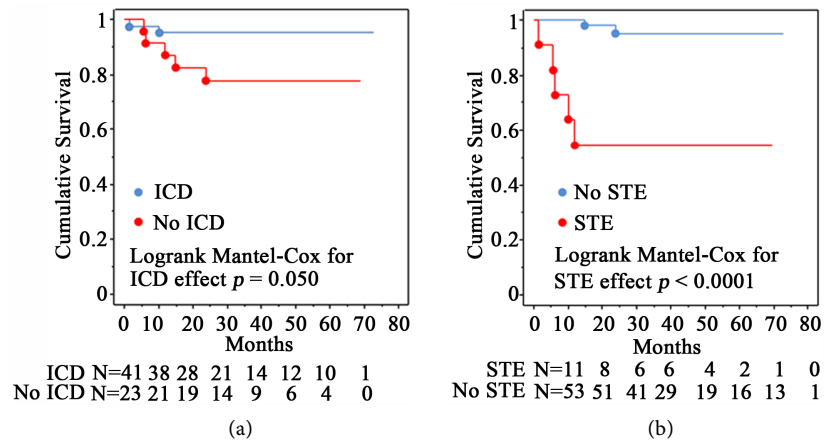 1
0.8
0.6
0.4
0.2
0
Cumulative Survival
ICD
No ICD
Logrank Mantel-Cox for
ICD effect p = 0.050
0 10 20 30 40 50 60 70 80
Months
ICD N=41 38 28 21 14 12 10 1
No ICD N=23 21 19 14 9 6 4 0
(a)
1
0.8
0.6
0.4
0.2
0
Cumulative Survival
No STE
STE
Logrank Mantel-Cox for
STE effect p < 0.0001
0 10 20 30 40 50 60 70 80
Months
STE N=11 8 6 6 4 2 1 0
No STE N=53 51 41 29 19 16 13 1
(b)